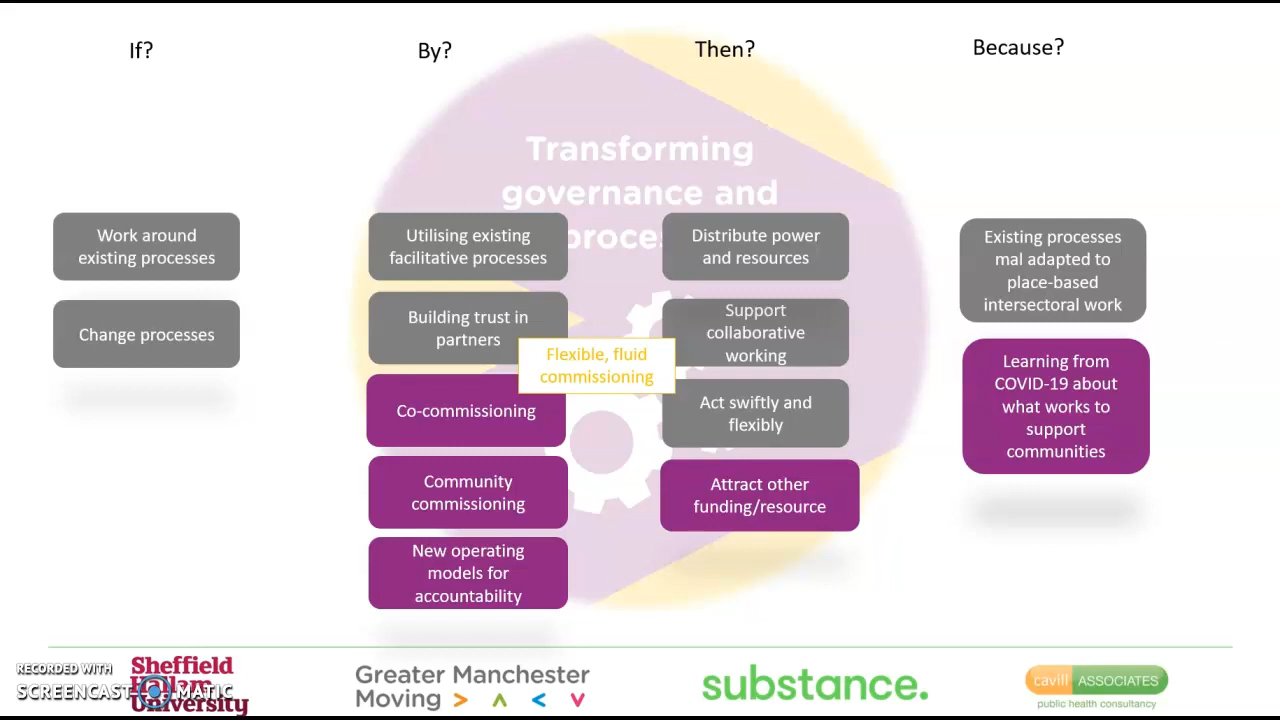 If?
By?
Then?
Because?
Transforming
governance and
proce
Work around
existing processes
Change processes
Utilising existing
facilitative processes
Building trust in
partners
Flexible, fluid
commissioning
Co-commissioning
Community
commissioning
New operating
models for
accountability
Distribute power
and resources
Support
collaborative
working
Act swiftly and
flexibly
Attract other
funding/resource
Existing processes
mal adapted to
place-based
intersectoral work
Learning from
COVID-19 about
what works to
support
communities
RECORDED WITH
SCREENCAST MATIC
Sheffield
Hallam
University
Greater Manchester
Moving > ʌ < v
substance.
cavill ASSOCIATES
public health consultancy